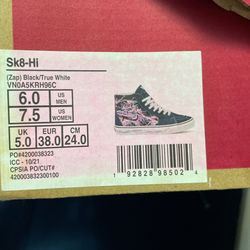 Sk8-Hi
(Zap) Black/True White
VN0A5KRH96C
6.0 US MEN
7.5 US WOMEN
UK EUR CM
5.0 38.0 24.0
PO#4200038323
ICC - 10/21
CPSIA PO/CUT#
420003832300100
1 92828 98502 4